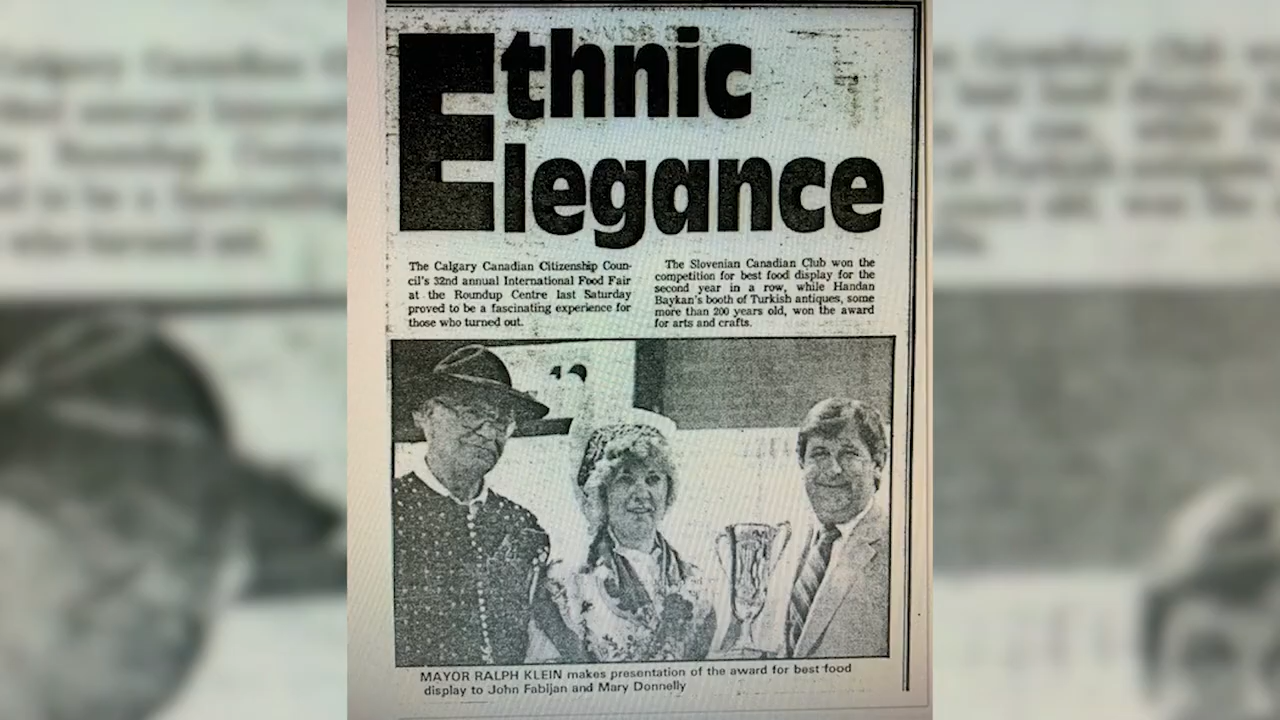 Ethnic
Elegance
The Calgary Canadian Citizenship Coun-
cil's 32nd annual International Food Fair
at the Roundup Centre last Saturday
proved to be a fascinating experience for
those who turned out.
The Slovenian Canadian Club won the
competition for best food display for the
second year in a row, while Handan
Baykan's booth of Turkish antiques, some
more than 200 years old, won the award
for arts and crafts.
MAYOR RALPH KLEIN makes presentation of the award for best food
display to John Fabljan and Mary Donnelly